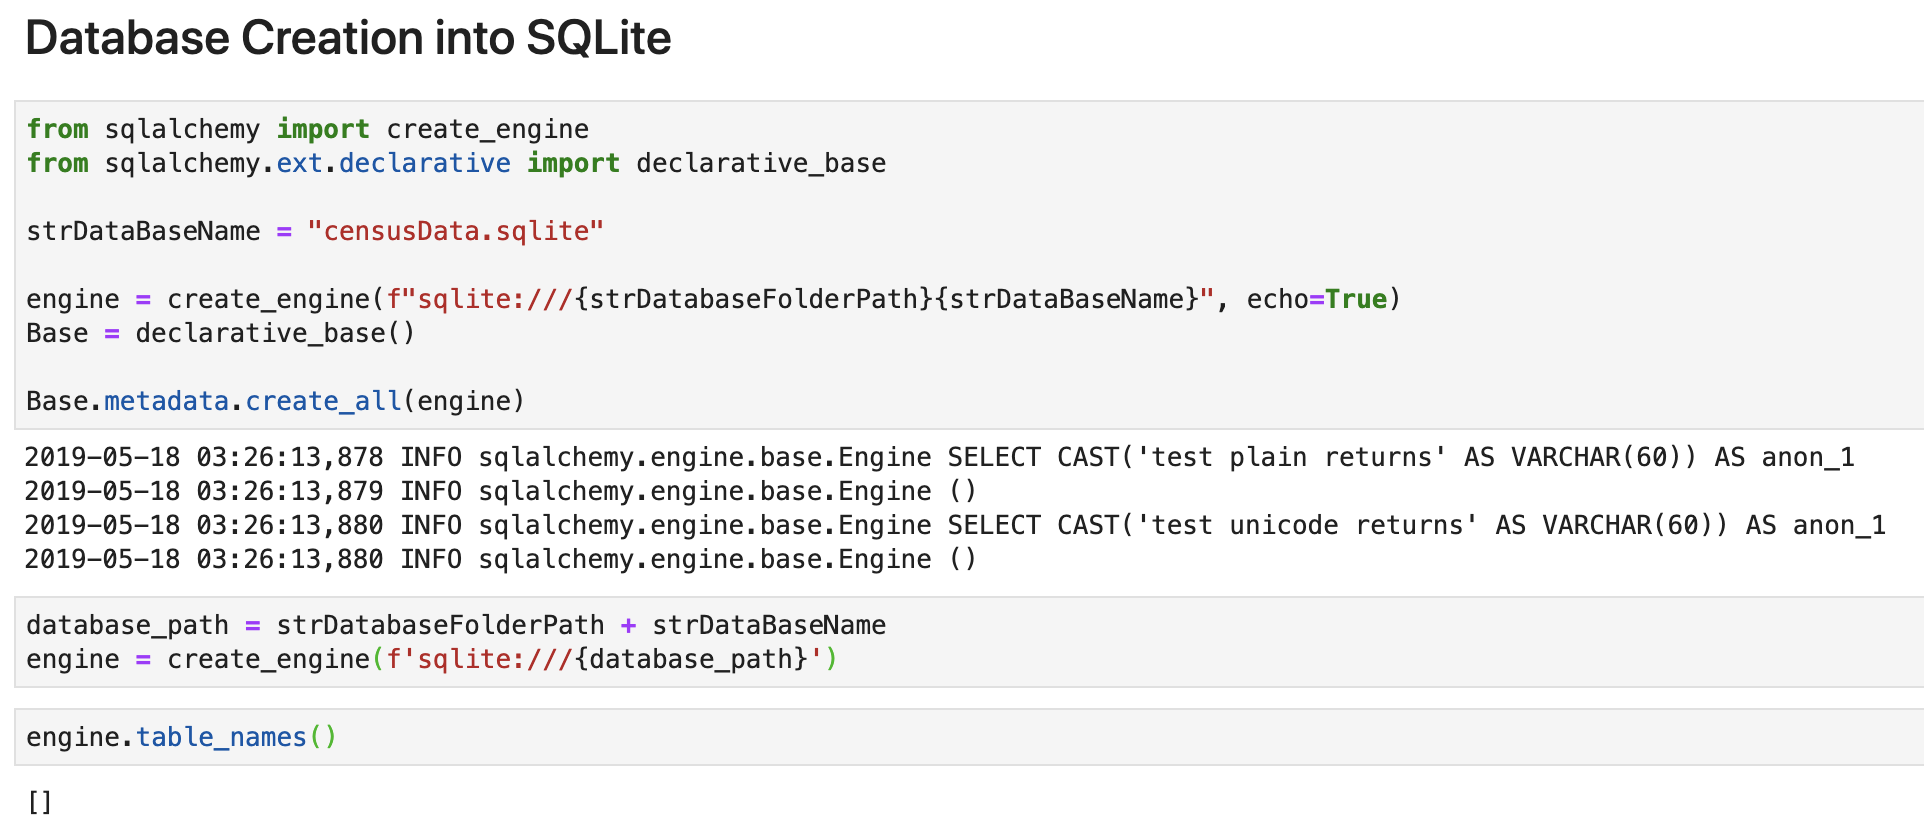 Database Creation into SQLite
from sqlalchemy import create_engine
from sqlalchemy.ext.declarative import declarative_base
strDataBaseName = "censusData.sqlite"
engine = create_engine(f"sqlite:///{strDatabaseFolderPath}{strDataBaseName}", echo=True)
Base = declarative_base()
Base.metadata.create_all(engine)
2019-05-18 03:26:13,878 INFO sqlalchemy.engine.base.Engine SELECT CAST('test plain returns' AS VARCHAR(60)) AS anon_1
2019-05-18 03:26:13,879 INFO sqlalchemy.engine.base.Engine ()
2019-05-18 03:26:13,880 INFO sqlalchemy.engine.base.Engine SELECT CAST('test unicode returns' AS VARCHAR(60)) AS anon_1
2019-05-18 03:26:13,880 INFO sqlalchemy.engine.base.Engine ()
database_path = strDatabaseFolderPath + strDataBaseName
engine = create_engine(f'sqlite:///{database_path}')
engine.table_names()
[]